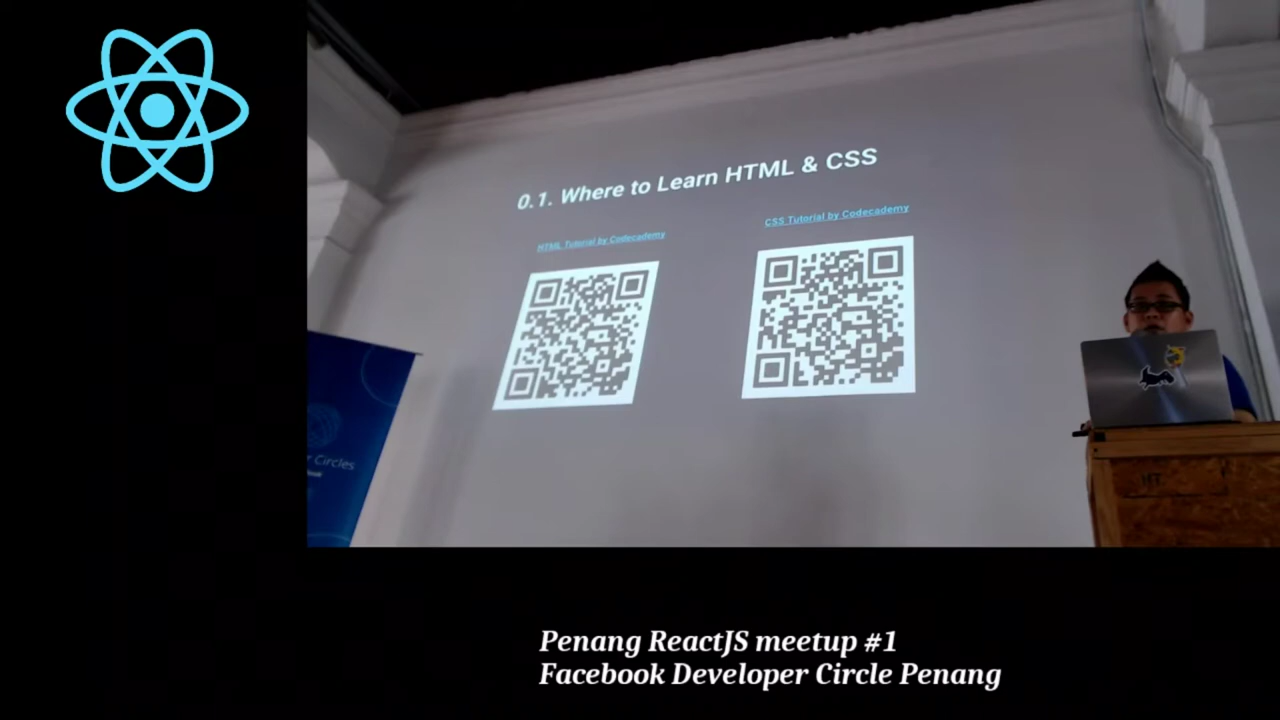 0.1. Where to Learn HTML & CSS
HTML Tutorial by Codecademy
CSS Tutorial by Codecademy
r Circles
Penang ReactJS meetup #1
Facebook Developer Circle Penang